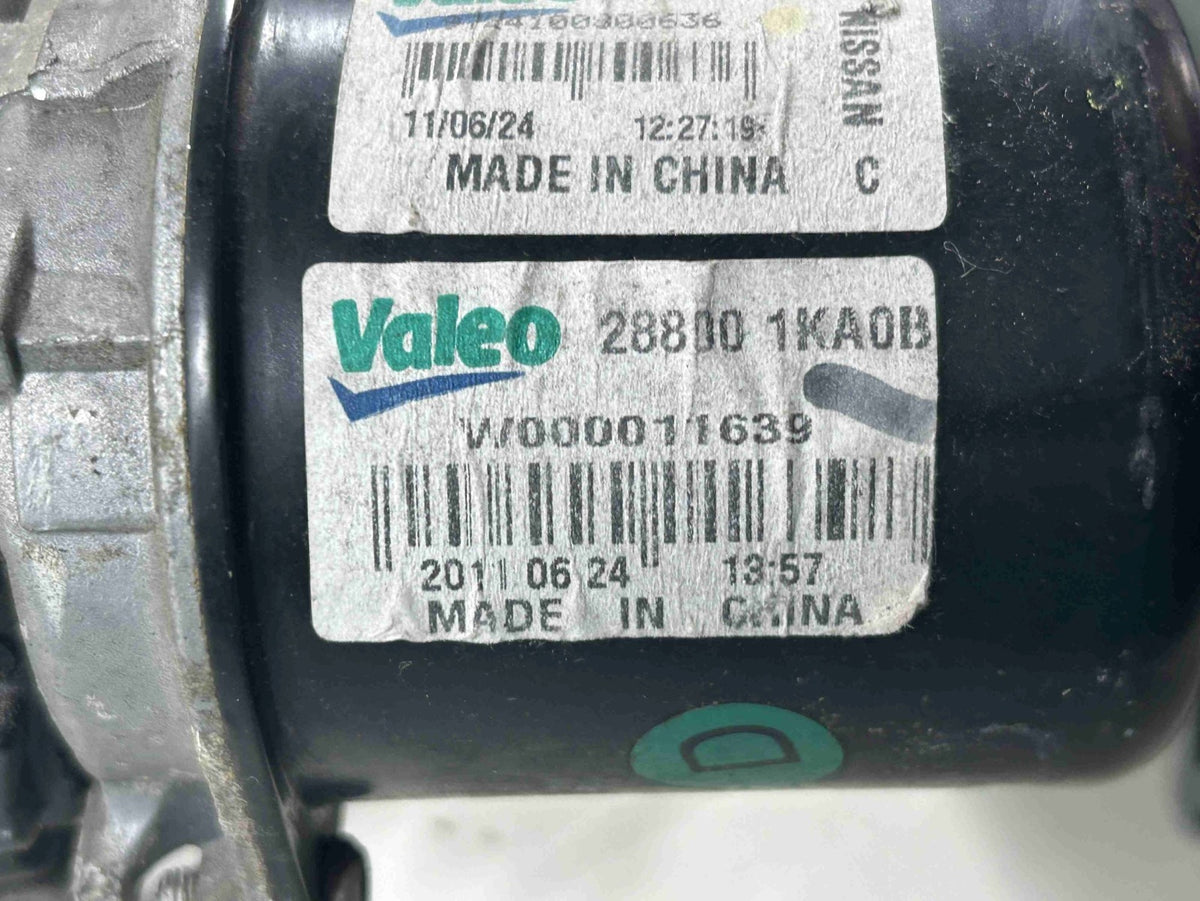 Valeo
11/06/24 12:27:19
MADE IN CHINA C
NISSAN
Valeo 28800 1KA0B
W000011639
2011 06 24 13:57
MADE IN CHINA
D